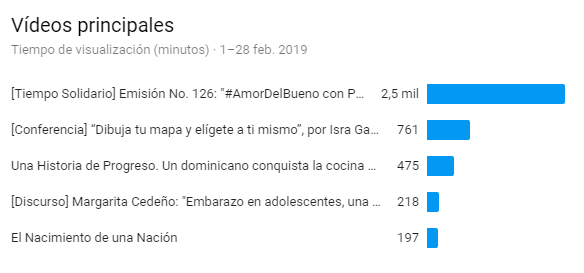 Vídeos principales
Tiempo de visualización (minutos) · 1–28 feb. 2019
[Tiempo Solidario] Emisión No. 126: "#AmorDelBueno con P... 2,5 mil
[Conferencia] “Dibuja tu mapa y elígete a ti mismo”, por Isra Ga... 761
Una Historia de Progreso. Un dominicano conquista la cocina ... 475
[Discurso] Margarita Cedeño: "Embarazo en adolescentes, una ... 218
El Nacimiento de una Nación 197